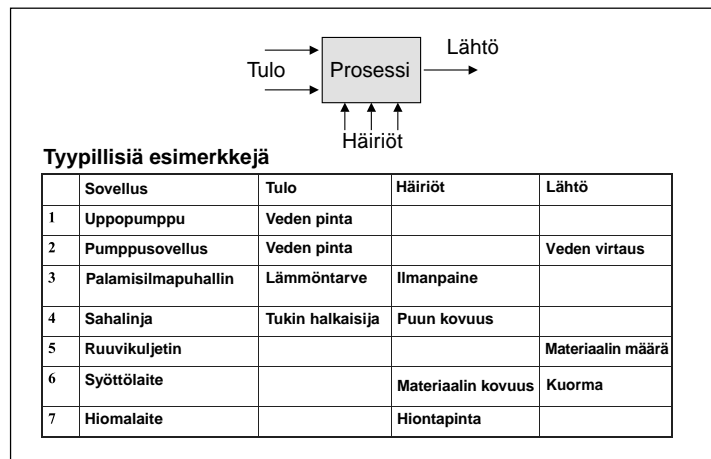 Lähtö
Tulo
Prosessi
Häiriöt
Tyypillisiä esimerkkejä
Sovellus Tulo Häiriöt Lähtö
1 Uppopumppu Veden pinta
2 Pumppusovellus Veden pinta Veden virtaus
3 Palamisilmapuhallin Lämmöntarve Ilmanpaine
4 Sahalinja Tukin halkaisija Puun kovuus
5 Ruuvikuljetin Materiaalin määrä
6 Syöttölaite Materiaalin kovuus Kuorma
7 Hiomalaite Hiontapinta